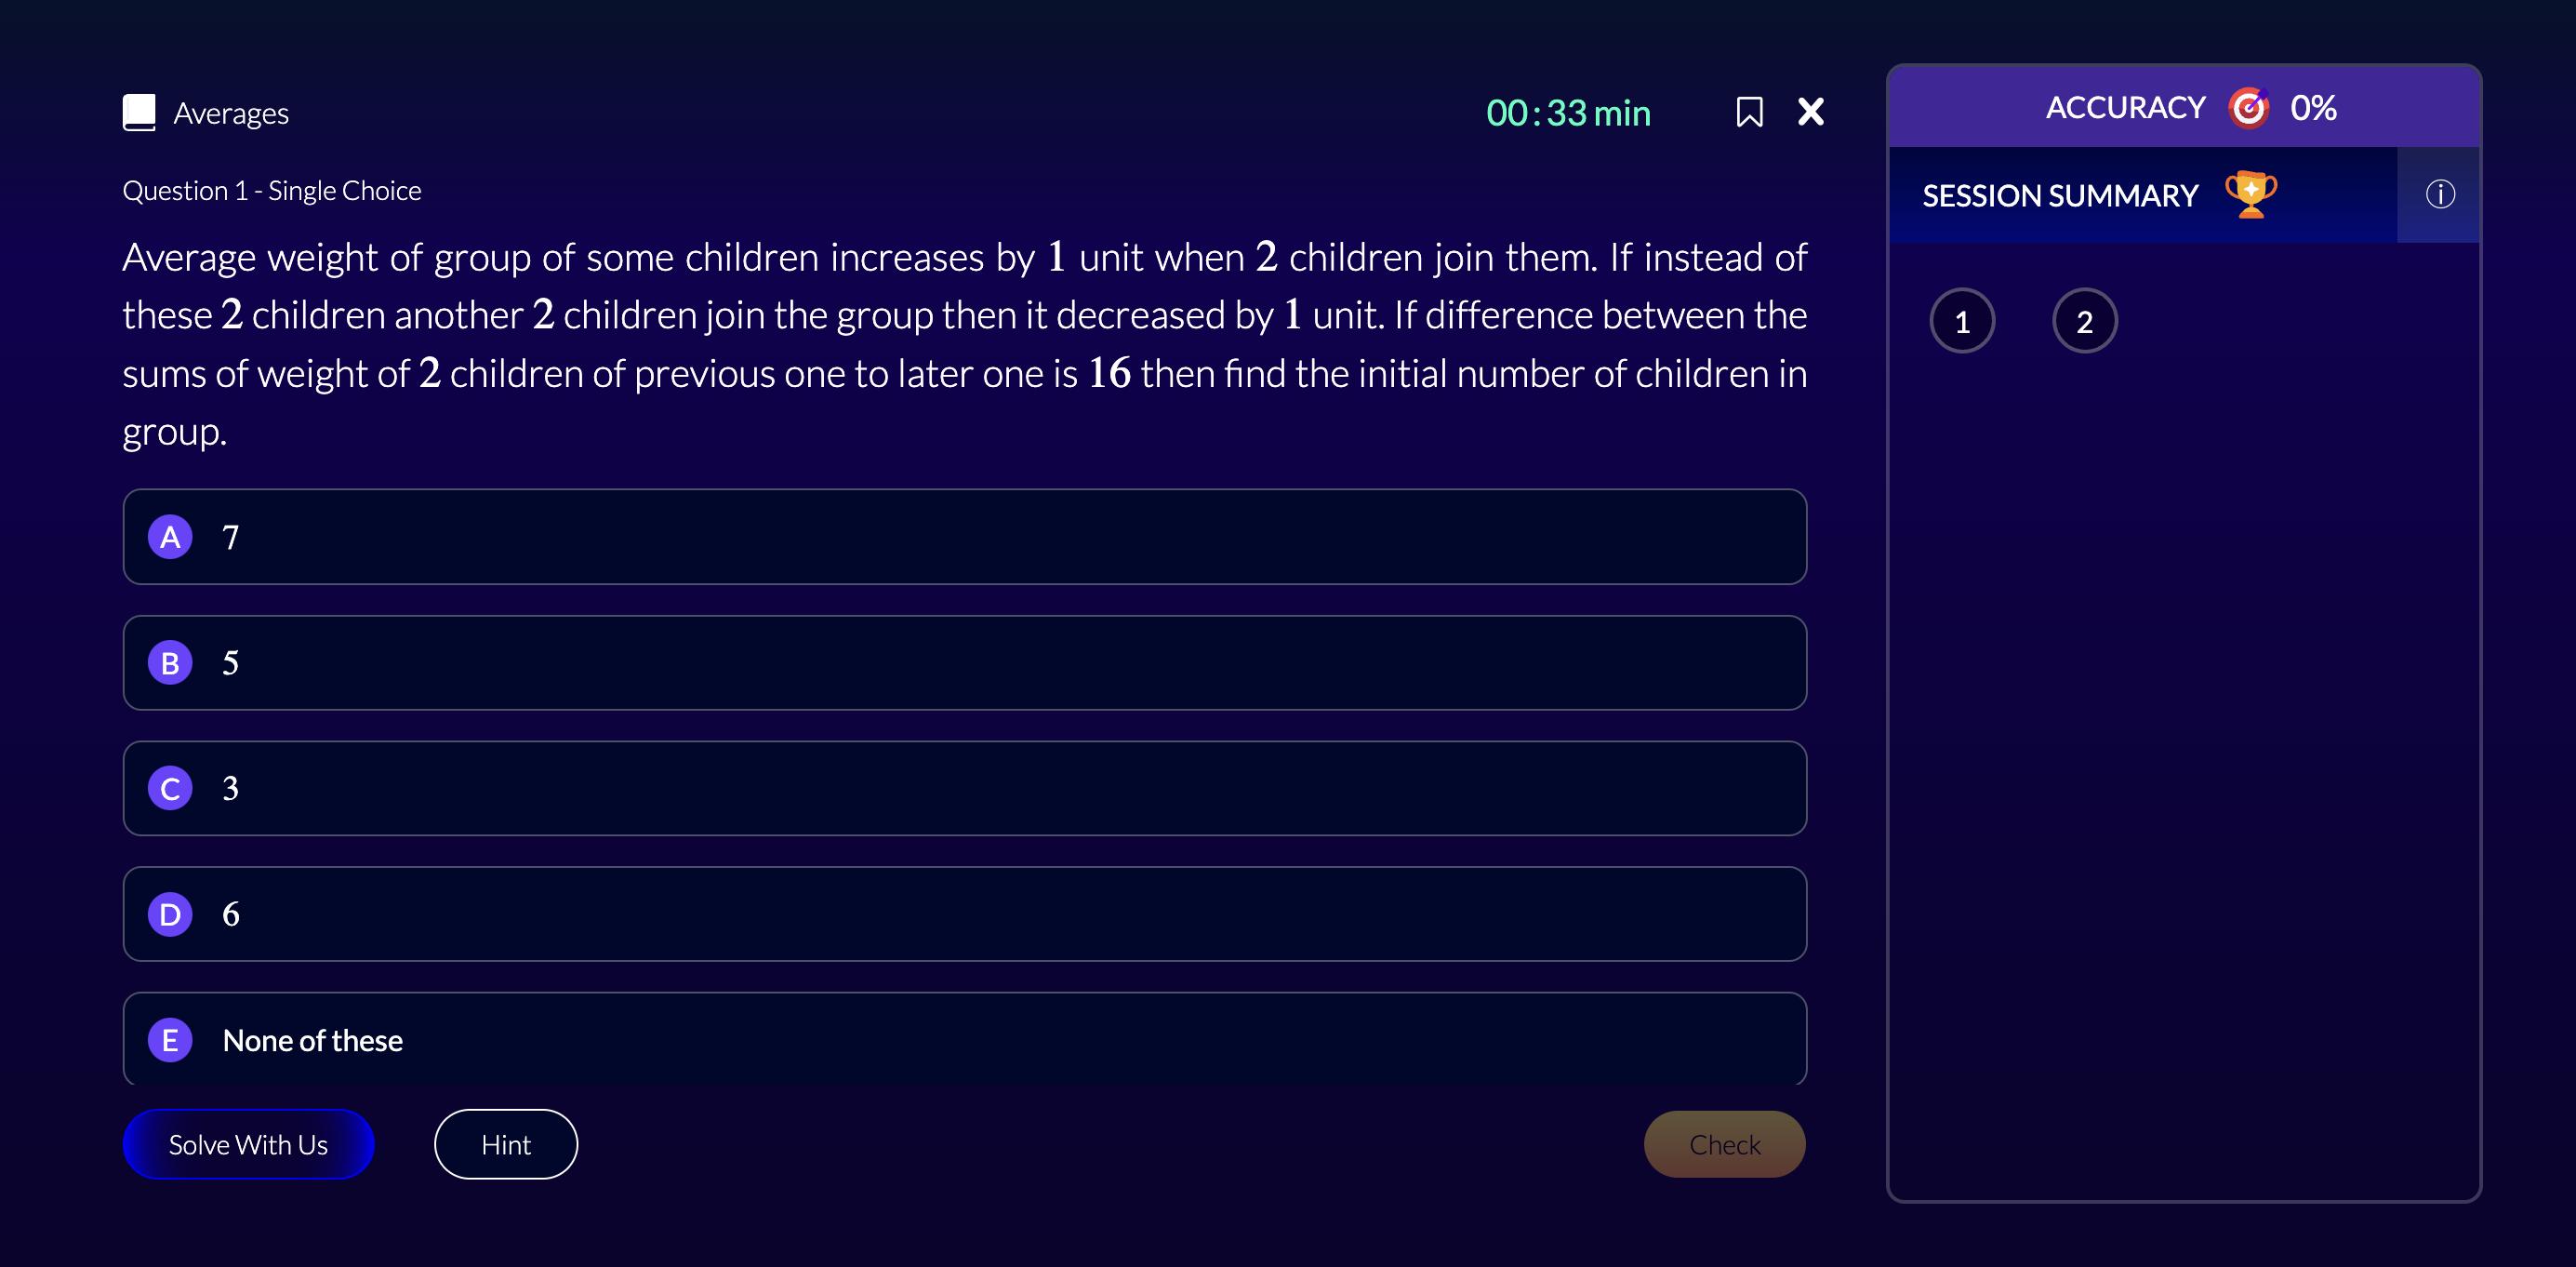 Averages
00:33 min
Question 1 - Single Choice
Average weight of group of some children increases by 1 unit when 2 children join them. If instead of
these 2 children another 2 children join the group then it decreased by 1 unit. If difference between the
sums of weight of 2 children of previous one to later one is 16 then find the initial number of children in
group.
A 7
B 5
C 3
D 6
E None of these
Solve With Us
Hint
Check
ACCURACY 0%
SESSION SUMMARY
1 2